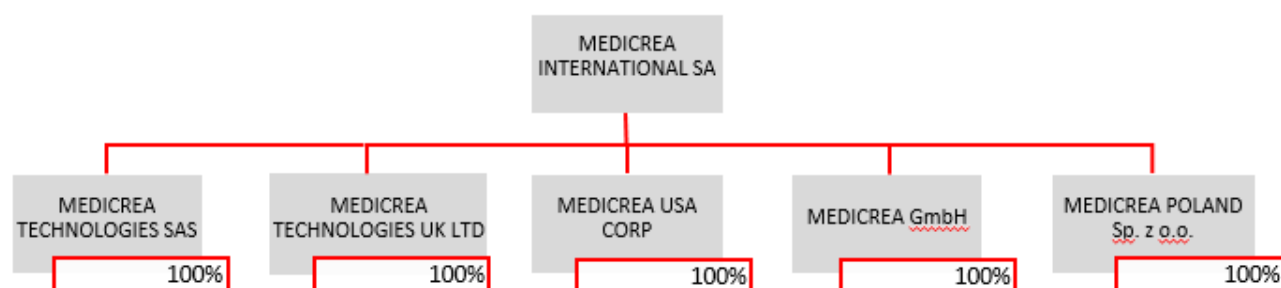 MEDICREA
INTERNATIONAL SA
MEDICREA
TECHNOLOGIES SAS
100%
MEDICREA
TECHNOLOGIES UK LTD
100%
MEDICREA USA
CORP
100%
MEDICREA GmbH
100%
MEDICREA POLAND
Sp. z o.o.
100%